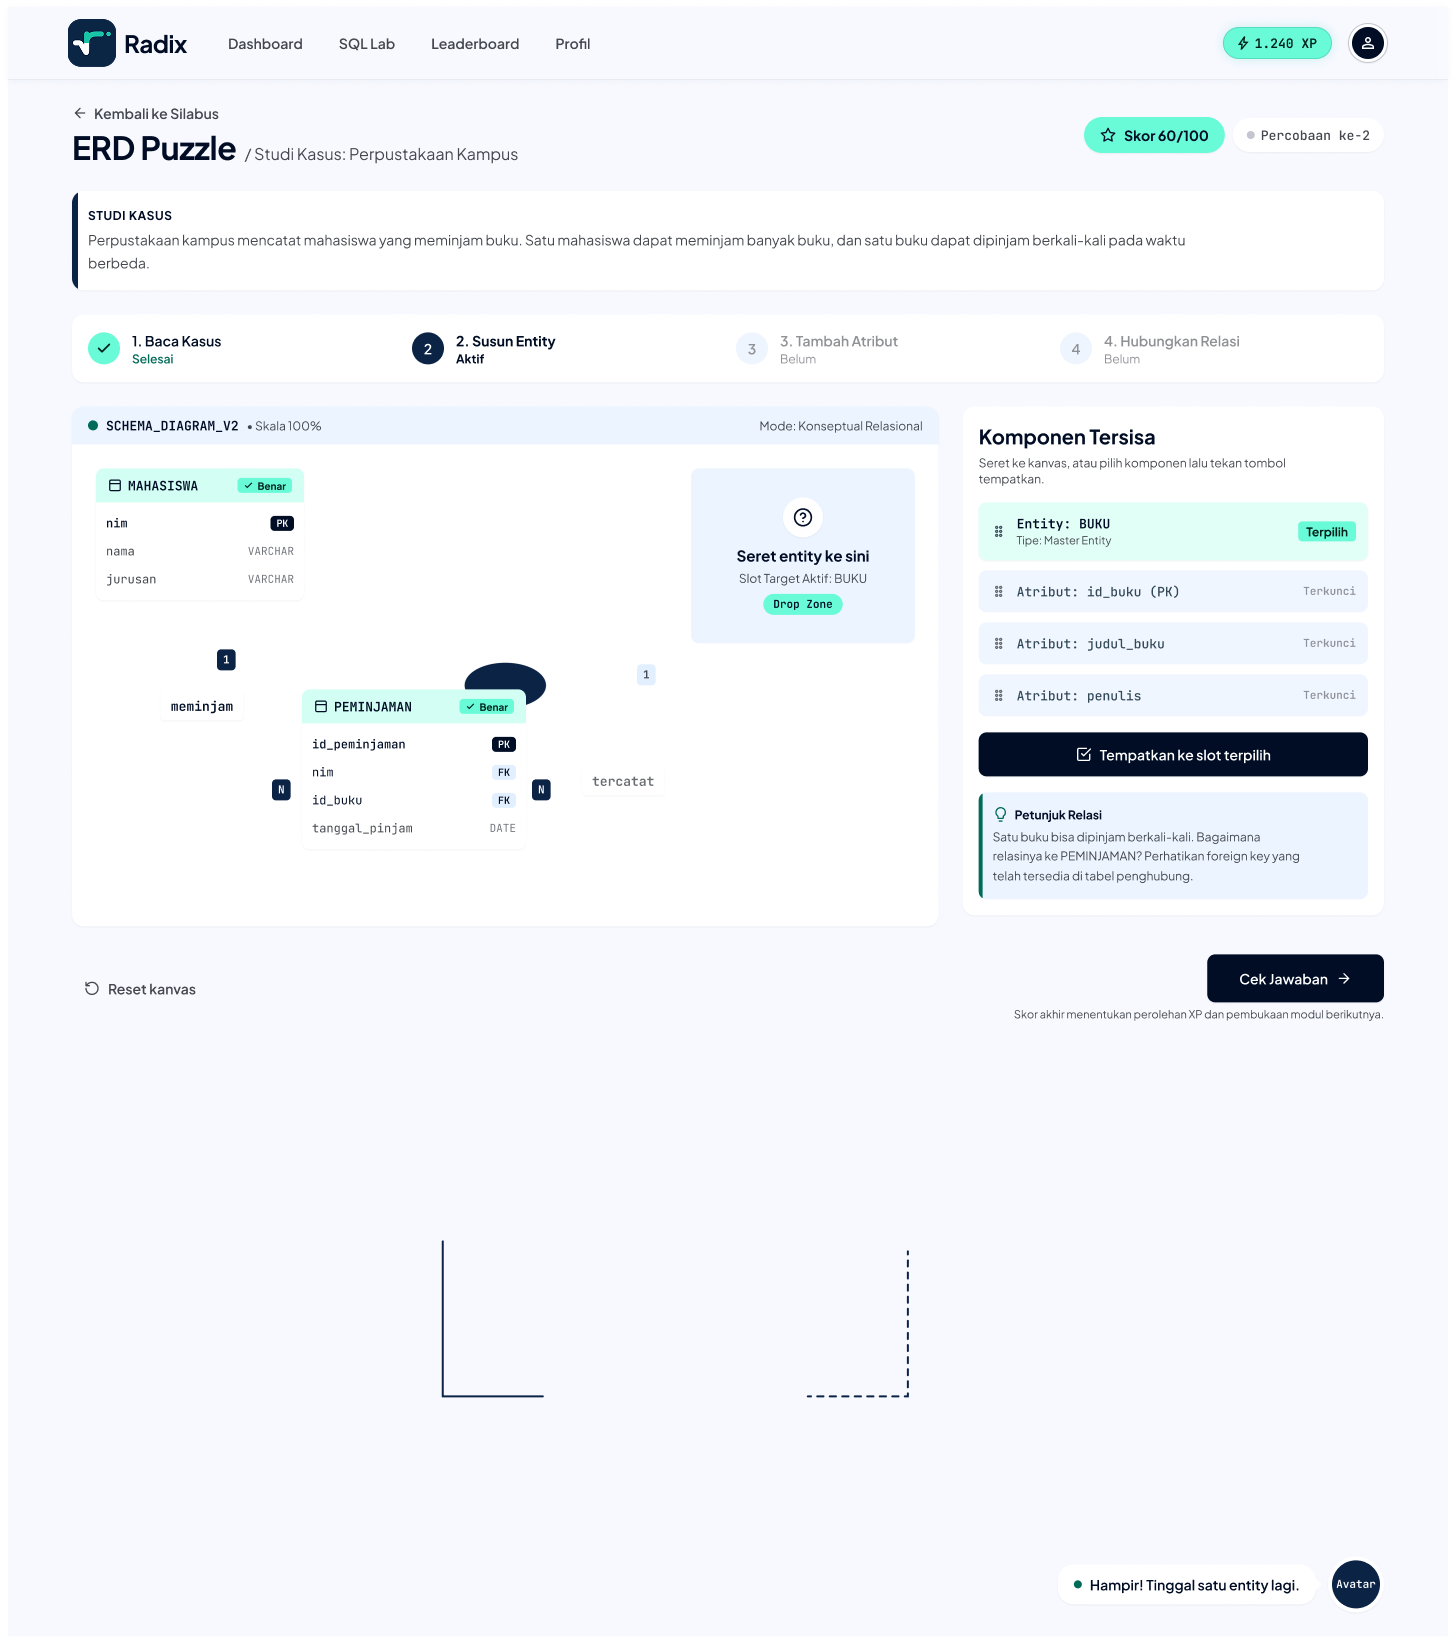 Radix
Dashboard
SQL Lab
Leaderboard
Profil
1.240 XP
Kembali ke Silabus
ERD Puzzle / Studi Kasus: Perpustakaan Kampus
Skor 60/100
Percobaan ke-2
STUDI KASUS
Perpustakaan kampus mencatat mahasiswa yang meminjam buku. Satu mahasiswa dapat meminjam banyak buku, dan satu buku dapat dipinjam berkali-kali pada waktu
berbeda.
1. Baca Kasus
Selesai
2
2. Susun Entity
Aktif
3
3. Tambah Atribut
Belum
4
4. Hubungkan Relasi
Belum
SCHEMA_DIAGRAM_V2 • Skala 100%
Mode: Konseptual Relasional
MAHASISWA
Benar
nim PK
nama VARCHAR
jurusan VARCHAR
Seret entity ke sini
Slot Target Aktif: BUKU
Drop Zone
1
meminjam
1
PEMINJAMAN
Benar
id_peminjaman PK
nim FK
id_buku FK
tanggal_pinjam DATE
N
N
tercatat
Komponen Tersisa
Seret ke kanvas, atau pilih komponen lalu tekan tombol
tempatkan.
Entity: BUKU
Tipe: Master Entity
Terpilih
Atribut: id_buku (PK) Terkunci
Atribut: judul_buku Terkunci
Atribut: penulis Terkunci
Tempatkan ke slot terpilih
Petunjuk Relasi
Satu buku bisa dipinjam berkali-kali. Bagaimana
relasinya ke PEMINJAMAN? Perhatikan foreign key yang
telah tersedia di tabel penghubung.
Reset kanvas
Cek Jawaban
Skor akhir menentukan perolehan XP dan pembukaan modul berikutnya.
Hampir! Tinggal satu entity lagi.
Avatar